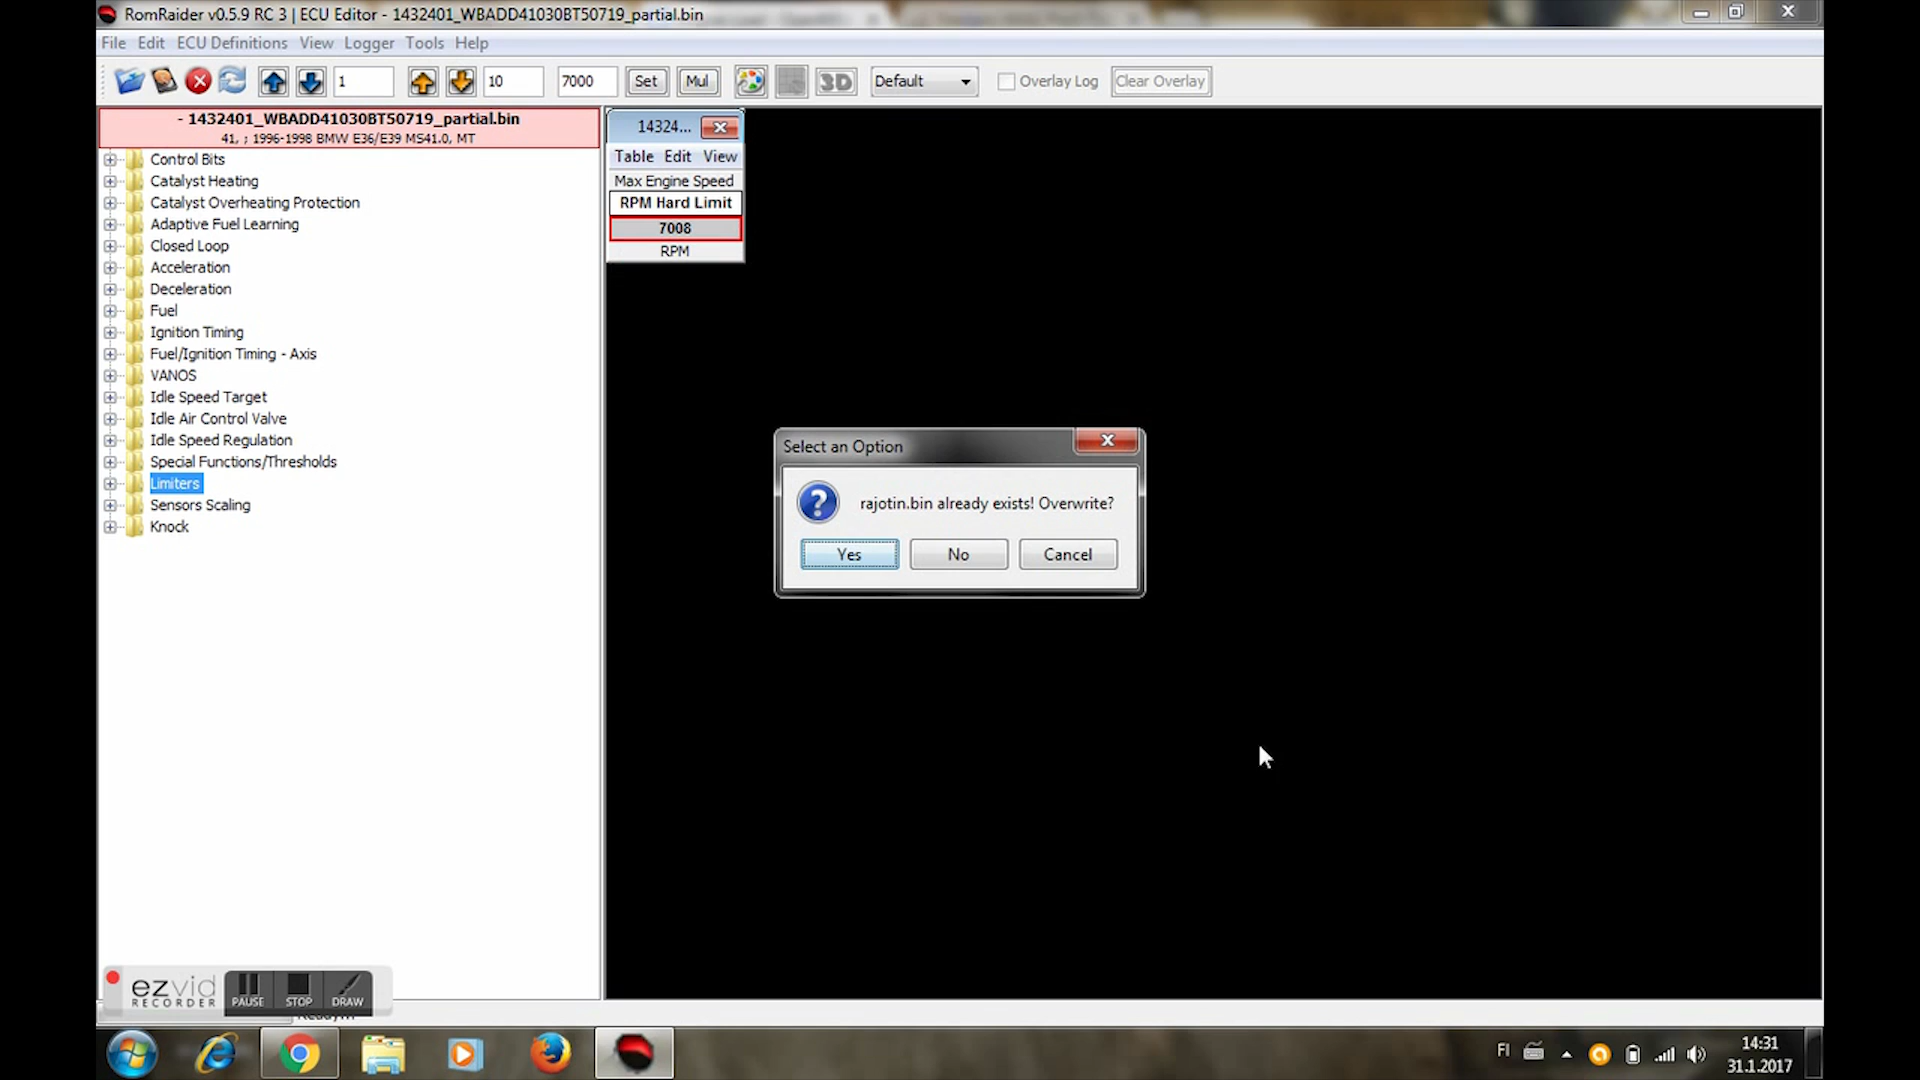 RomRaider v0.5.9 RC 3 | ECU Editor - 1432401_WBADD41030BT50719_partial.bin
File Edit ECU Definitions View Logger Tools Help
1 10 7000 Set Mul 3D Default Overlay Log Clear Overlay
- 1432401_WBADD41030BT50719_partial.bin
41, ; 1996-1998 BMW E36/E39 MS41.0, MT
Control Bits
Catalyst Heating
Catalyst Overheating Protection
Adaptive Fuel Learning
Closed Loop
Acceleration
Deceleration
Fuel
Ignition Timing
Fuel/Ignition Timing - Axis
VANOS
Idle Speed Target
Idle Air Control Valve
Idle Speed Regulation
Special Functions/Thresholds
Limiters
Sensors Scaling
Knock
14324...
Table Edit View
Max Engine Speed
RPM Hard Limit
7008
RPM
Select an Option
rajotin.bin already exists! Overwrite?
Yes No Cancel
ezvid
RECORDER
PAUSE STOP DRAW
FI
14:31
31.1.2017